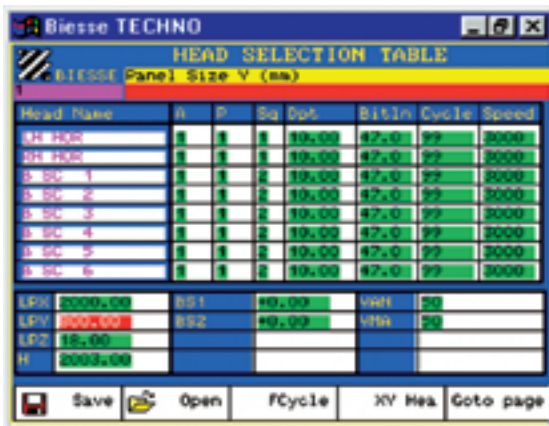 Biesse TECHNO
HEAD SELECTION TABLE
BIESSE Panel Size Y (mm)
1
Head Name A P Sq Dpt Bitln Cycle Speed
LH HOR 1 1 1 10.00 47.0 99 3000
RH HOR 1 1 1 10.00 47.0 99 3000
B SC 1 1 1 2 10.00 47.0 99 3000
B SC 2 1 1 2 10.00 47.0 99 3000
B SC 3 1 1 2 10.00 47.0 99 3000
B SC 4 1 1 2 10.00 47.0 99 3000
B SC 5 1 1 2 10.00 47.0 99 3000
B SC 6 1 1 2 10.00 47.0 99 3000
LPX 2000.00 BS1 +0.00 VAN 50
LPY 800.00 BS2 +0.00 VMA 50
LPZ 18.00
H 2003.00
Save Open FCycle XY Hea Goto page